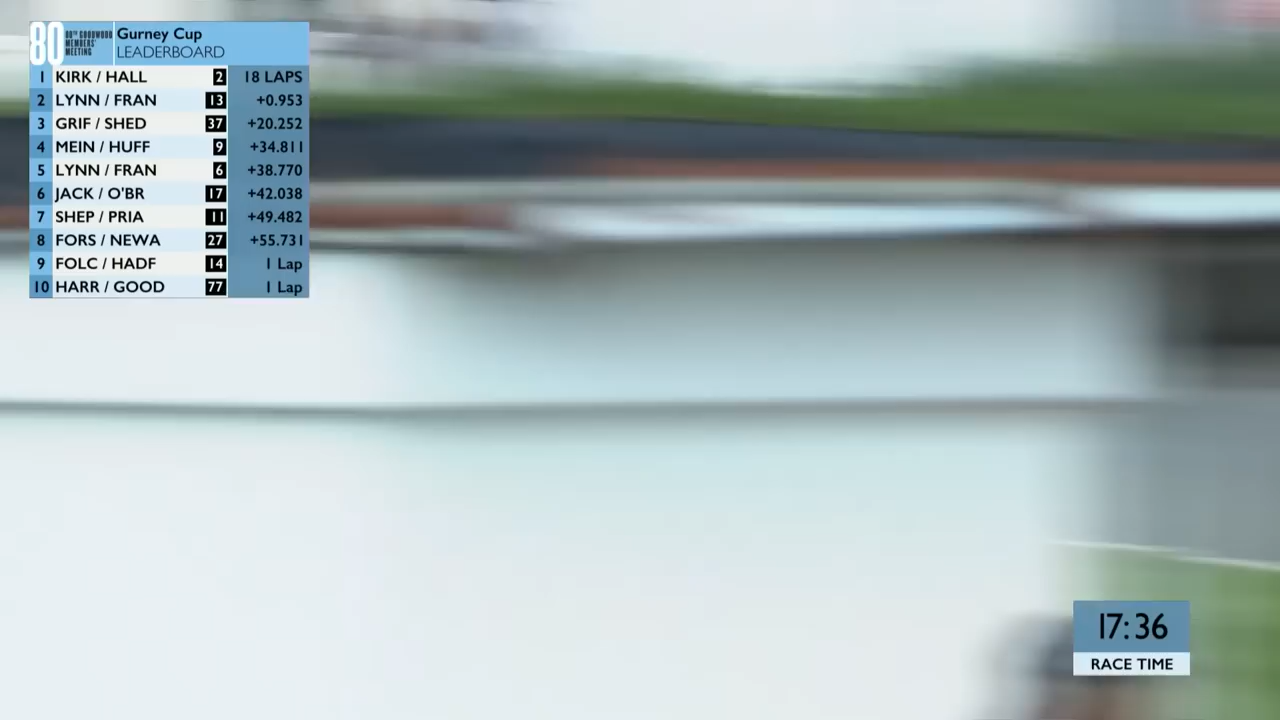 80 80TH GOODWOOD MEMBERS' MEETING
Gurney Cup
LEADERBOARD
1 KIRK / HALL 2 18 LAPS
2 LYNN / FRAN 13 +0.953
3 GRIF / SHED 37 +20.252
4 MEIN / HUFF 9 +34.811
5 LYNN / FRAN 6 +38.770
6 JACK / O'BR 17 +42.038
7 SHEP / PRIA 11 +49.482
8 FORS / NEWA 27 +55.731
9 FOLC / HADF 14 1 Lap
10 HARR / GOOD 77 1 Lap
17:36
RACE TIME